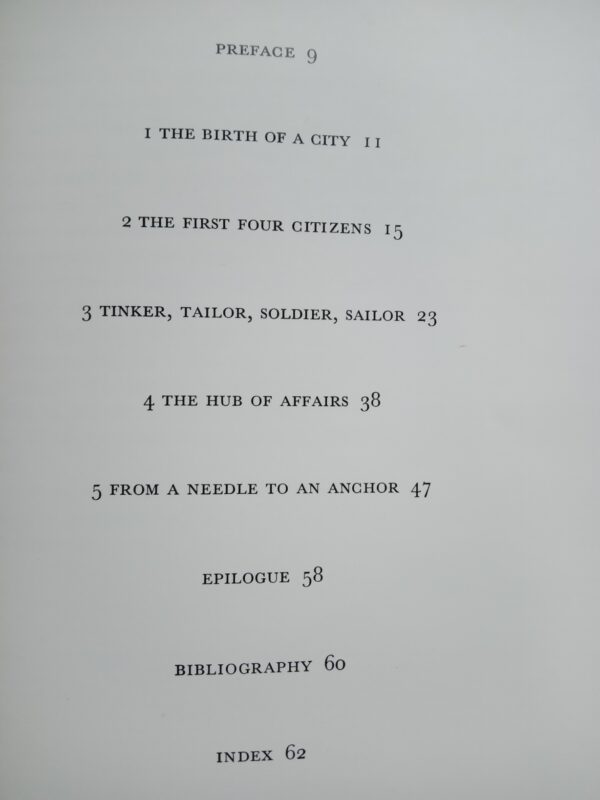 PREFACE 9
1 THE BIRTH OF A CITY 11
2 THE FIRST FOUR CITIZENS 15
3 TINKER, TAILOR, SOLDIER, SAILOR 23
4 THE HUB OF AFFAIRS 38
5 FROM A NEEDLE TO AN ANCHOR 47
EPILOGUE 58
BIBLIOGRAPHY 60
INDEX 62